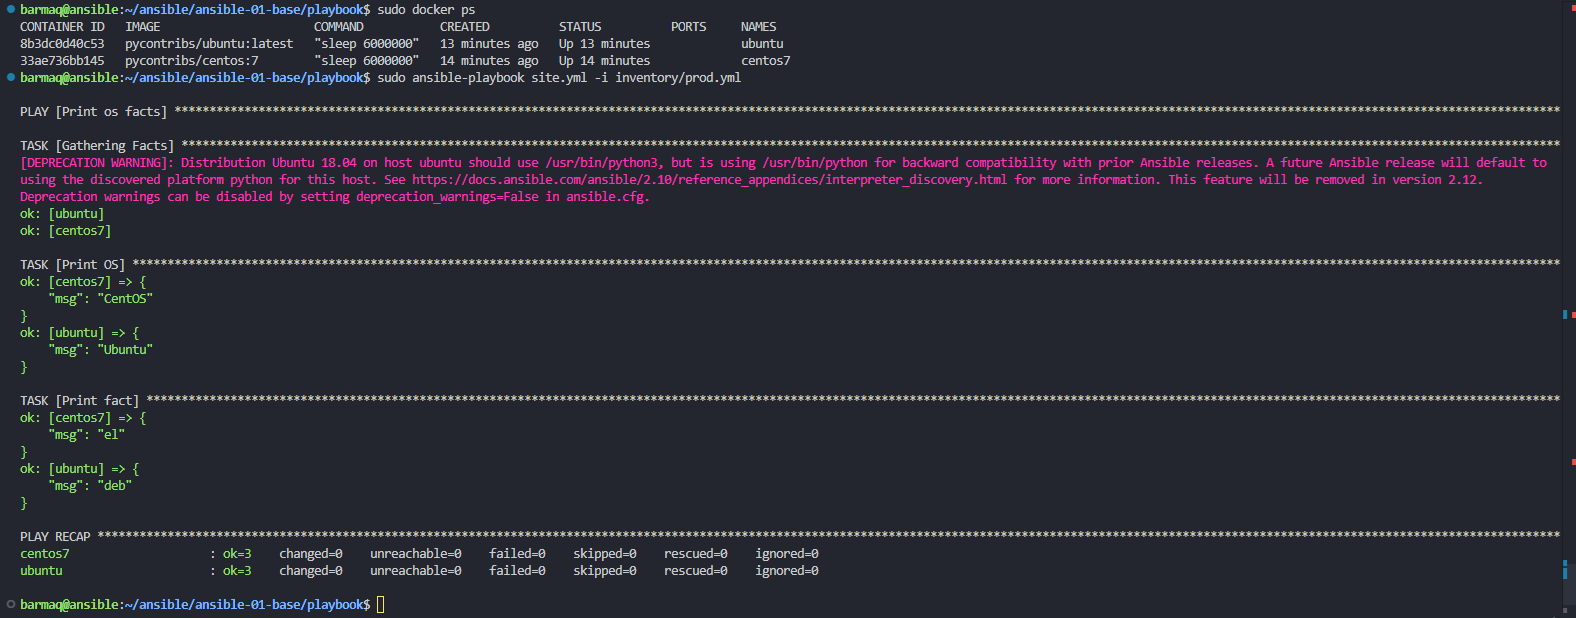 barmaq@ansible:~/ansible/ansible-01-base/playbook$ sudo docker ps
CONTAINER ID   IMAGE                     COMMAND           CREATED          STATUS          PORTS     NAMES
8b3dc0d40c53   pycontribs/ubuntu:latest   "sleep 6000000"   13 minutes ago   Up 13 minutes             ubuntu
33ae736bb145   pycontribs/centos:7        "sleep 6000000"   14 minutes ago   Up 14 minutes             centos7
barmaq@ansible:~/ansible/ansible-01-base/playbook$ sudo ansible-playbook site.yml -i inventory/prod.yml
PLAY [Print os facts] ******************************************************************************************************************************************************************************************************
TASK [Gathering Facts] *****************************************************************************************************************************************************************************************************
[DEPRECATION WARNING]: Distribution Ubuntu 18.04 on host ubuntu should use /usr/bin/python3, but is using /usr/bin/python for backward compatibility with prior Ansible releases. A future Ansible release will default to
using the discovered platform python for this host. See https://docs.ansible.com/ansible/2.10/reference_appendices/interpreter_discovery.html for more information. This feature will be removed in version 2.12.
Deprecation warnings can be disabled by setting deprecation_warnings=False in ansible.cfg.
ok: [ubuntu]
ok: [centos7]
TASK [Print OS] ************************************************************************************************************************************************************************************************************
ok: [centos7] => {
    "msg": "CentOS"
}
ok: [ubuntu] => {
    "msg": "Ubuntu"
}
TASK [Print fact] **********************************************************************************************************************************************************************************************************
ok: [centos7] => {
    "msg": "el"
}
ok: [ubuntu] => {
    "msg": "deb"
}
PLAY RECAP *****************************************************************************************************************************************************************************************************************
centos7                    : ok=3    changed=0    unreachable=0    failed=0    skipped=0    rescued=0    ignored=0
ubuntu                     : ok=3    changed=0    unreachable=0    failed=0    skipped=0    rescued=0    ignored=0
barmaq@ansible:~/ansible/ansible-01-base/playbook$